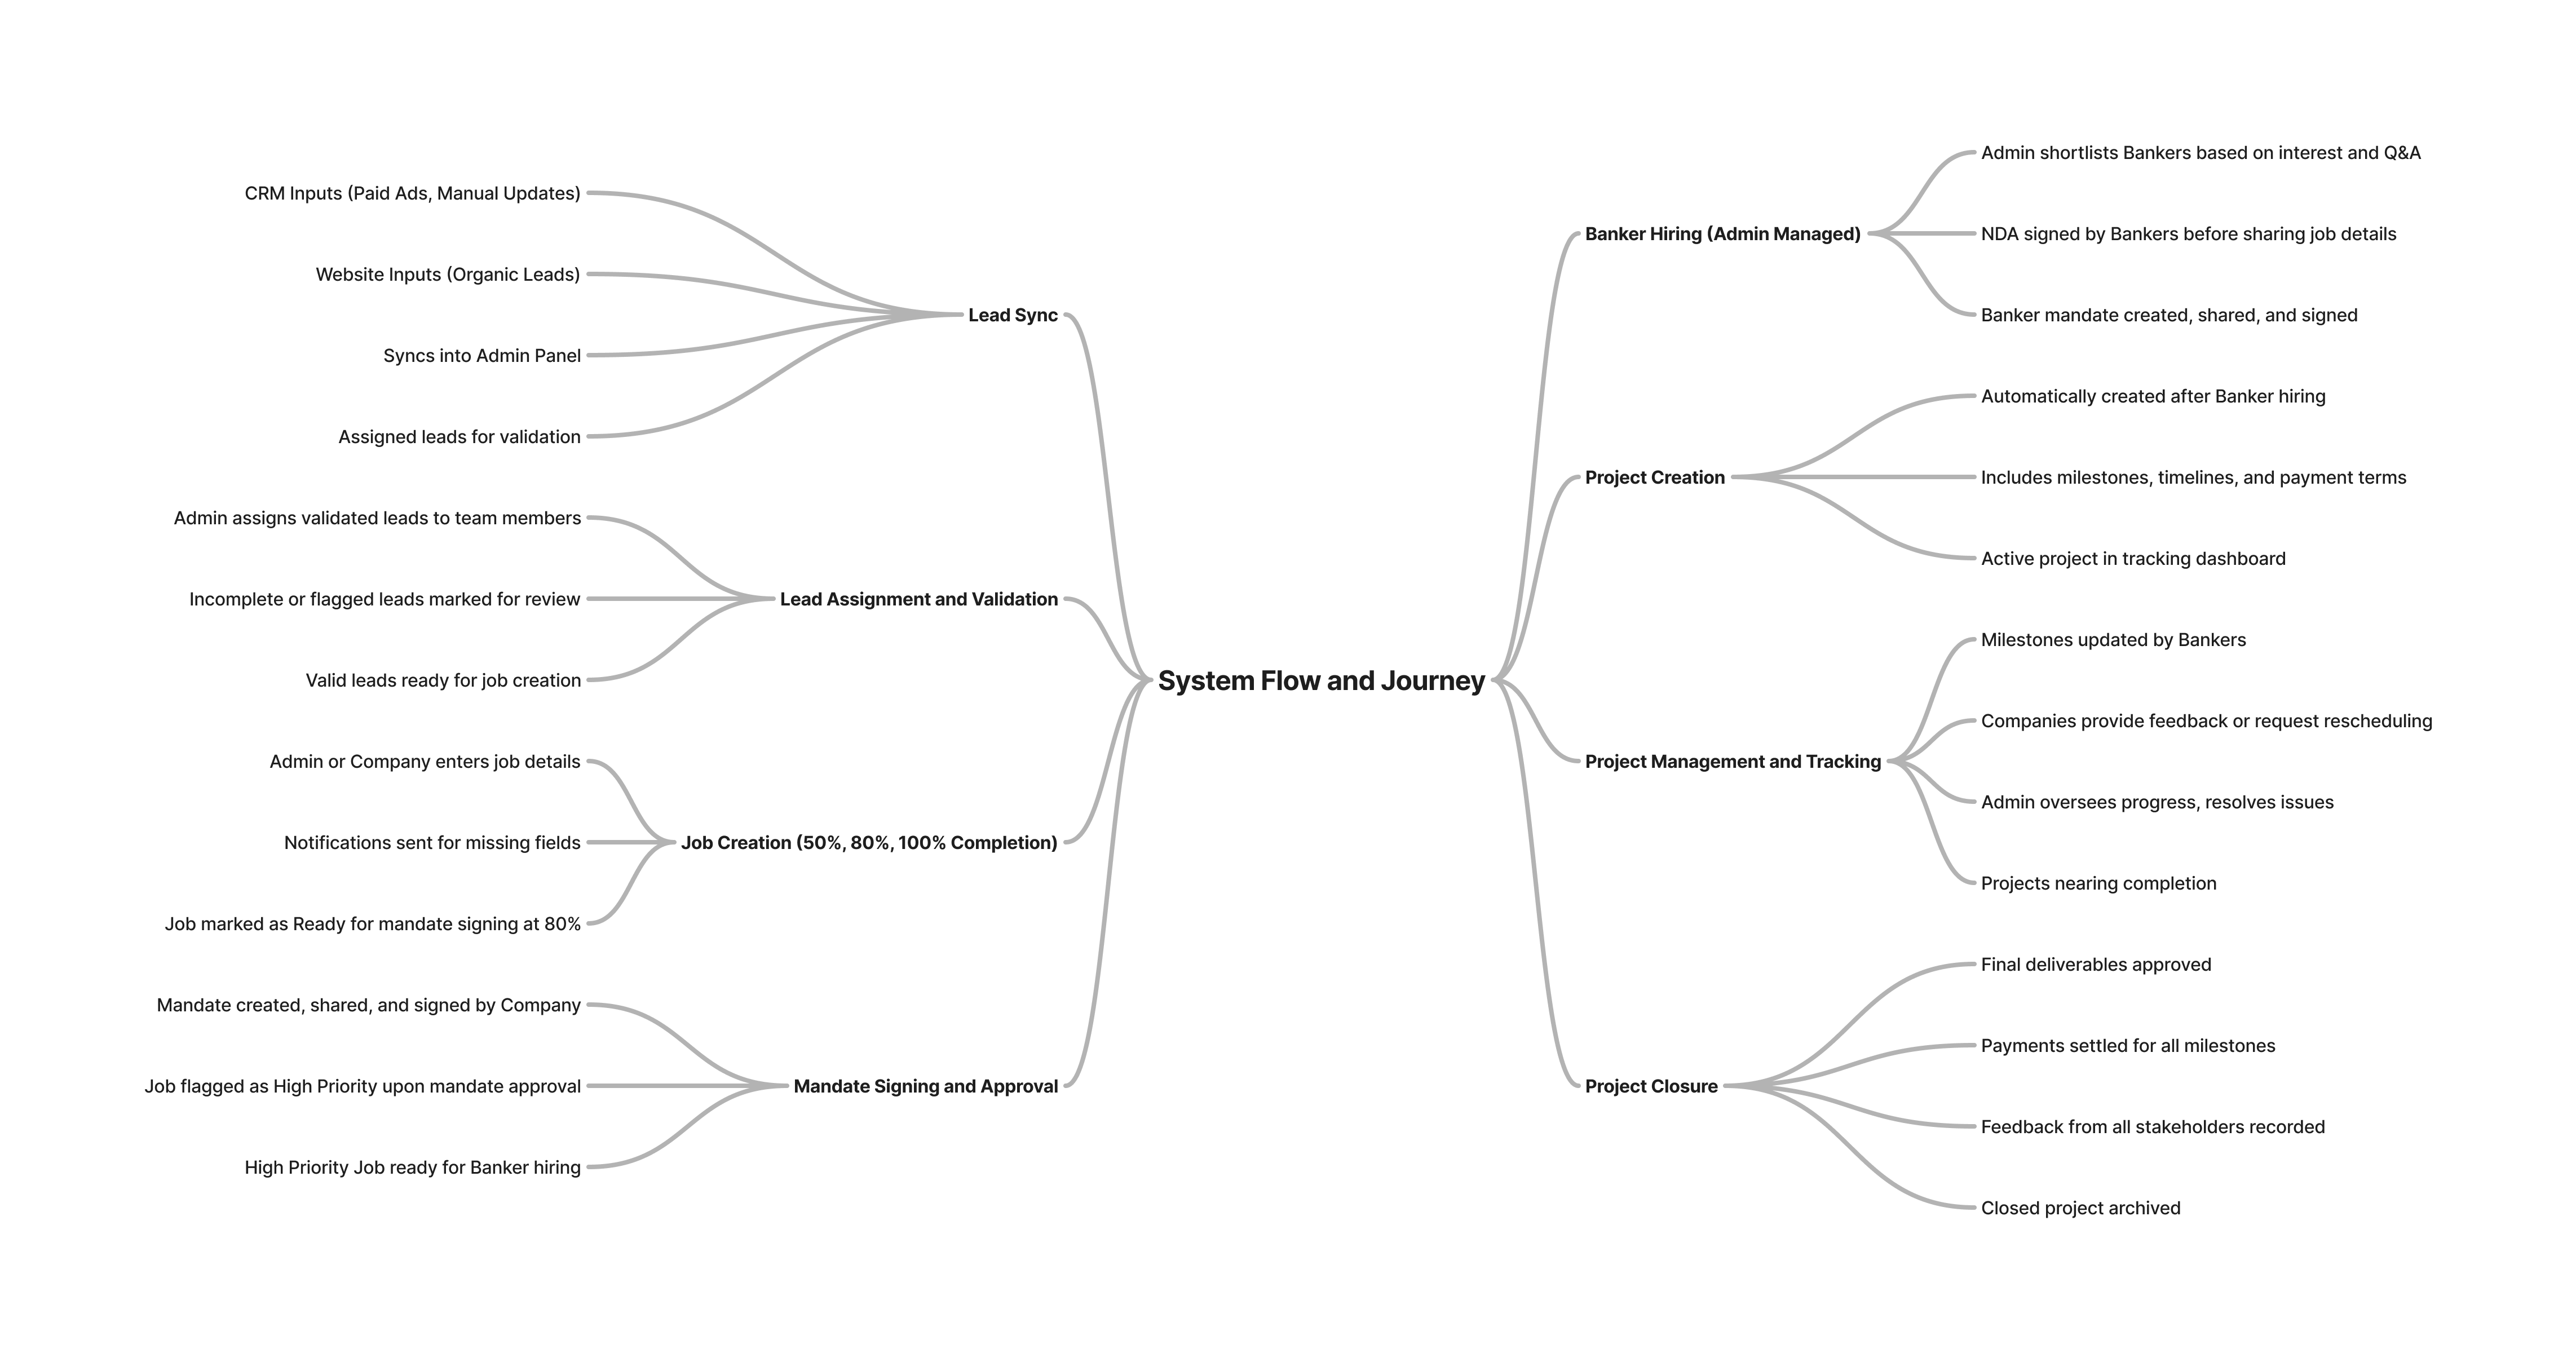 System Flow and Journey
Lead Sync
CRM Inputs (Paid Ads, Manual Updates)
Website Inputs (Organic Leads)
Syncs into Admin Panel
Assigned leads for validation
Lead Assignment and Validation
Admin assigns validated leads to team members
Incomplete or flagged leads marked for review
Valid leads ready for job creation
Job Creation (50%, 80%, 100% Completion)
Admin or Company enters job details
Notifications sent for missing fields
Job marked as Ready for mandate signing at 80%
Mandate Signing and Approval
Mandate created, shared, and signed by Company
Job flagged as High Priority upon mandate approval
High Priority Job ready for Banker hiring
Banker Hiring (Admin Managed)
Admin shortlists Bankers based on interest and Q&A
NDA signed by Bankers before sharing job details
Banker mandate created, shared, and signed
Project Creation
Automatically created after Banker hiring
Includes milestones, timelines, and payment terms
Active project in tracking dashboard
Project Management and Tracking
Milestones updated by Bankers
Companies provide feedback or request rescheduling
Admin oversees progress, resolves issues
Projects nearing completion
Project Closure
Final deliverables approved
Payments settled for all milestones
Feedback from all stakeholders recorded
Closed project archived